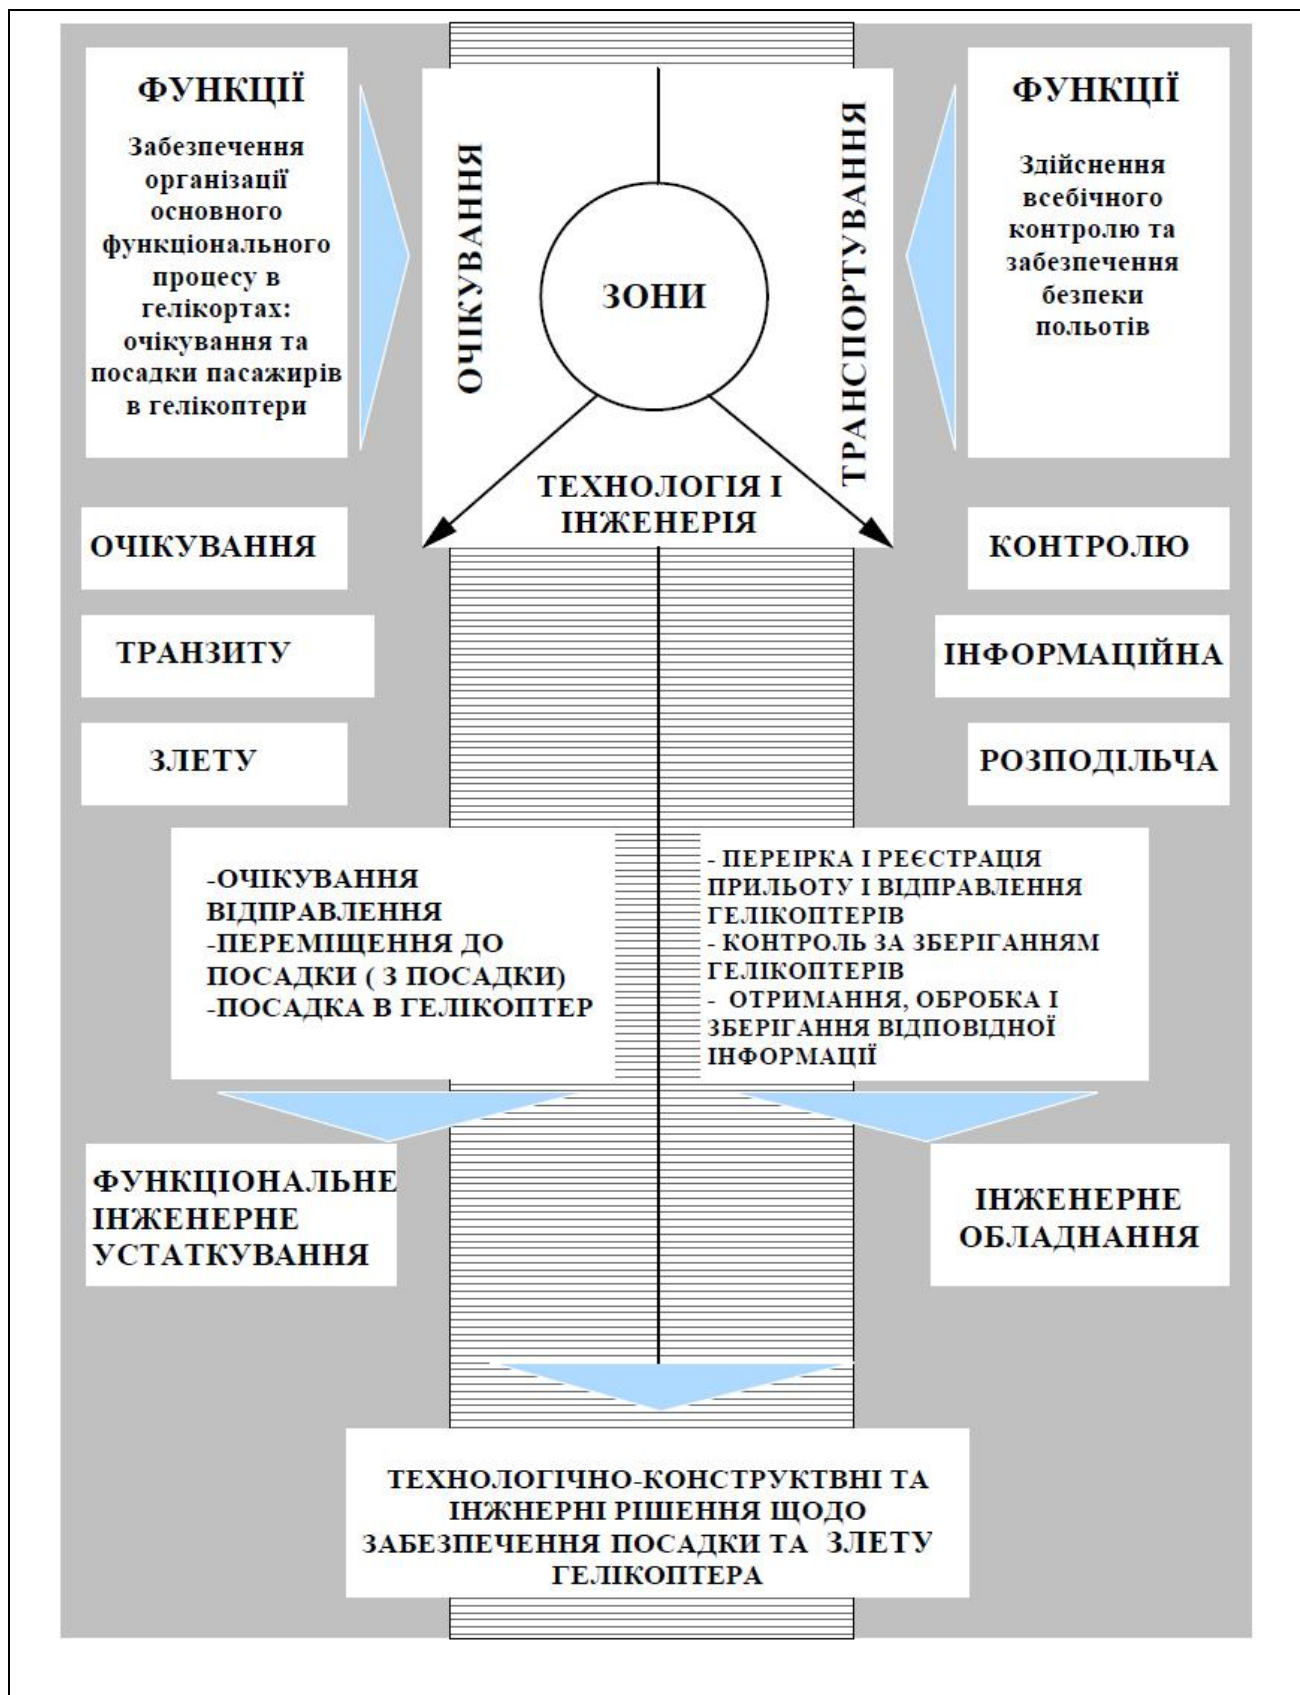 ФУНКЦІЇ
Забезпечення
організації
основного
функціонального
процесу в
гелікортах:
очікування та
посадки пасажирів
в гелікоптери
ОЧІКУВАННЯ
ЗОНИ
ТРАНСПОРТУВАННЯ
ТЕХНОЛОГІЯ І
ІНЖЕНЕРІЯ
ФУНКЦІЇ
Здійснення
всебічного
контролю та
забезпечення
безпеки
польотів
ОЧІКУВАННЯ
ТРАНЗИТУ
ЗЛЕТУ
КОНТРОЛЮ
ІНФОРМАЦІЙНА
РОЗПОДІЛЬЧА
-ОЧІКУВАННЯ
ВІДПРАВЛЕННЯ
-ПЕРЕМІЩЕННЯ ДО
ПОСАДКИ ( З ПОСАДКИ)
-ПОСАДКА В ГЕЛІКОПТЕР
- ПЕРЕІРКА І РЕЄСТРАЦІЯ
ПРИЛЬОТУ І ВІДПРАВЛЕННЯ
ГЕЛІКОПТЕРІВ
- КОНТРОЛЬ ЗА ЗБЕРІГАННЯМ
ГЕЛІКОПТЕРІВ
- ОТРИМАННЯ, ОБРОБКА І
ЗБЕРІГАННЯ ВІДПОВІДНОЇ
ІНФОРМАЦІЇ
ФУНКЦІОНАЛЬНЕ
ІНЖЕНЕРНЕ
УСТАТКУВАННЯ
ІНЖЕНЕРНЕ
ОБЛАДНАННЯ
ТЕХНОЛОГІЧНО-КОНСТРУКТВНІ ТА
ІНЖНЕРНІ РІШЕННЯ ЩОДО
ЗАБЕЗПЕЧЕННЯ ПОСАДКИ ТА ЗЛЕТУ
ГЕЛІКОПТЕРА